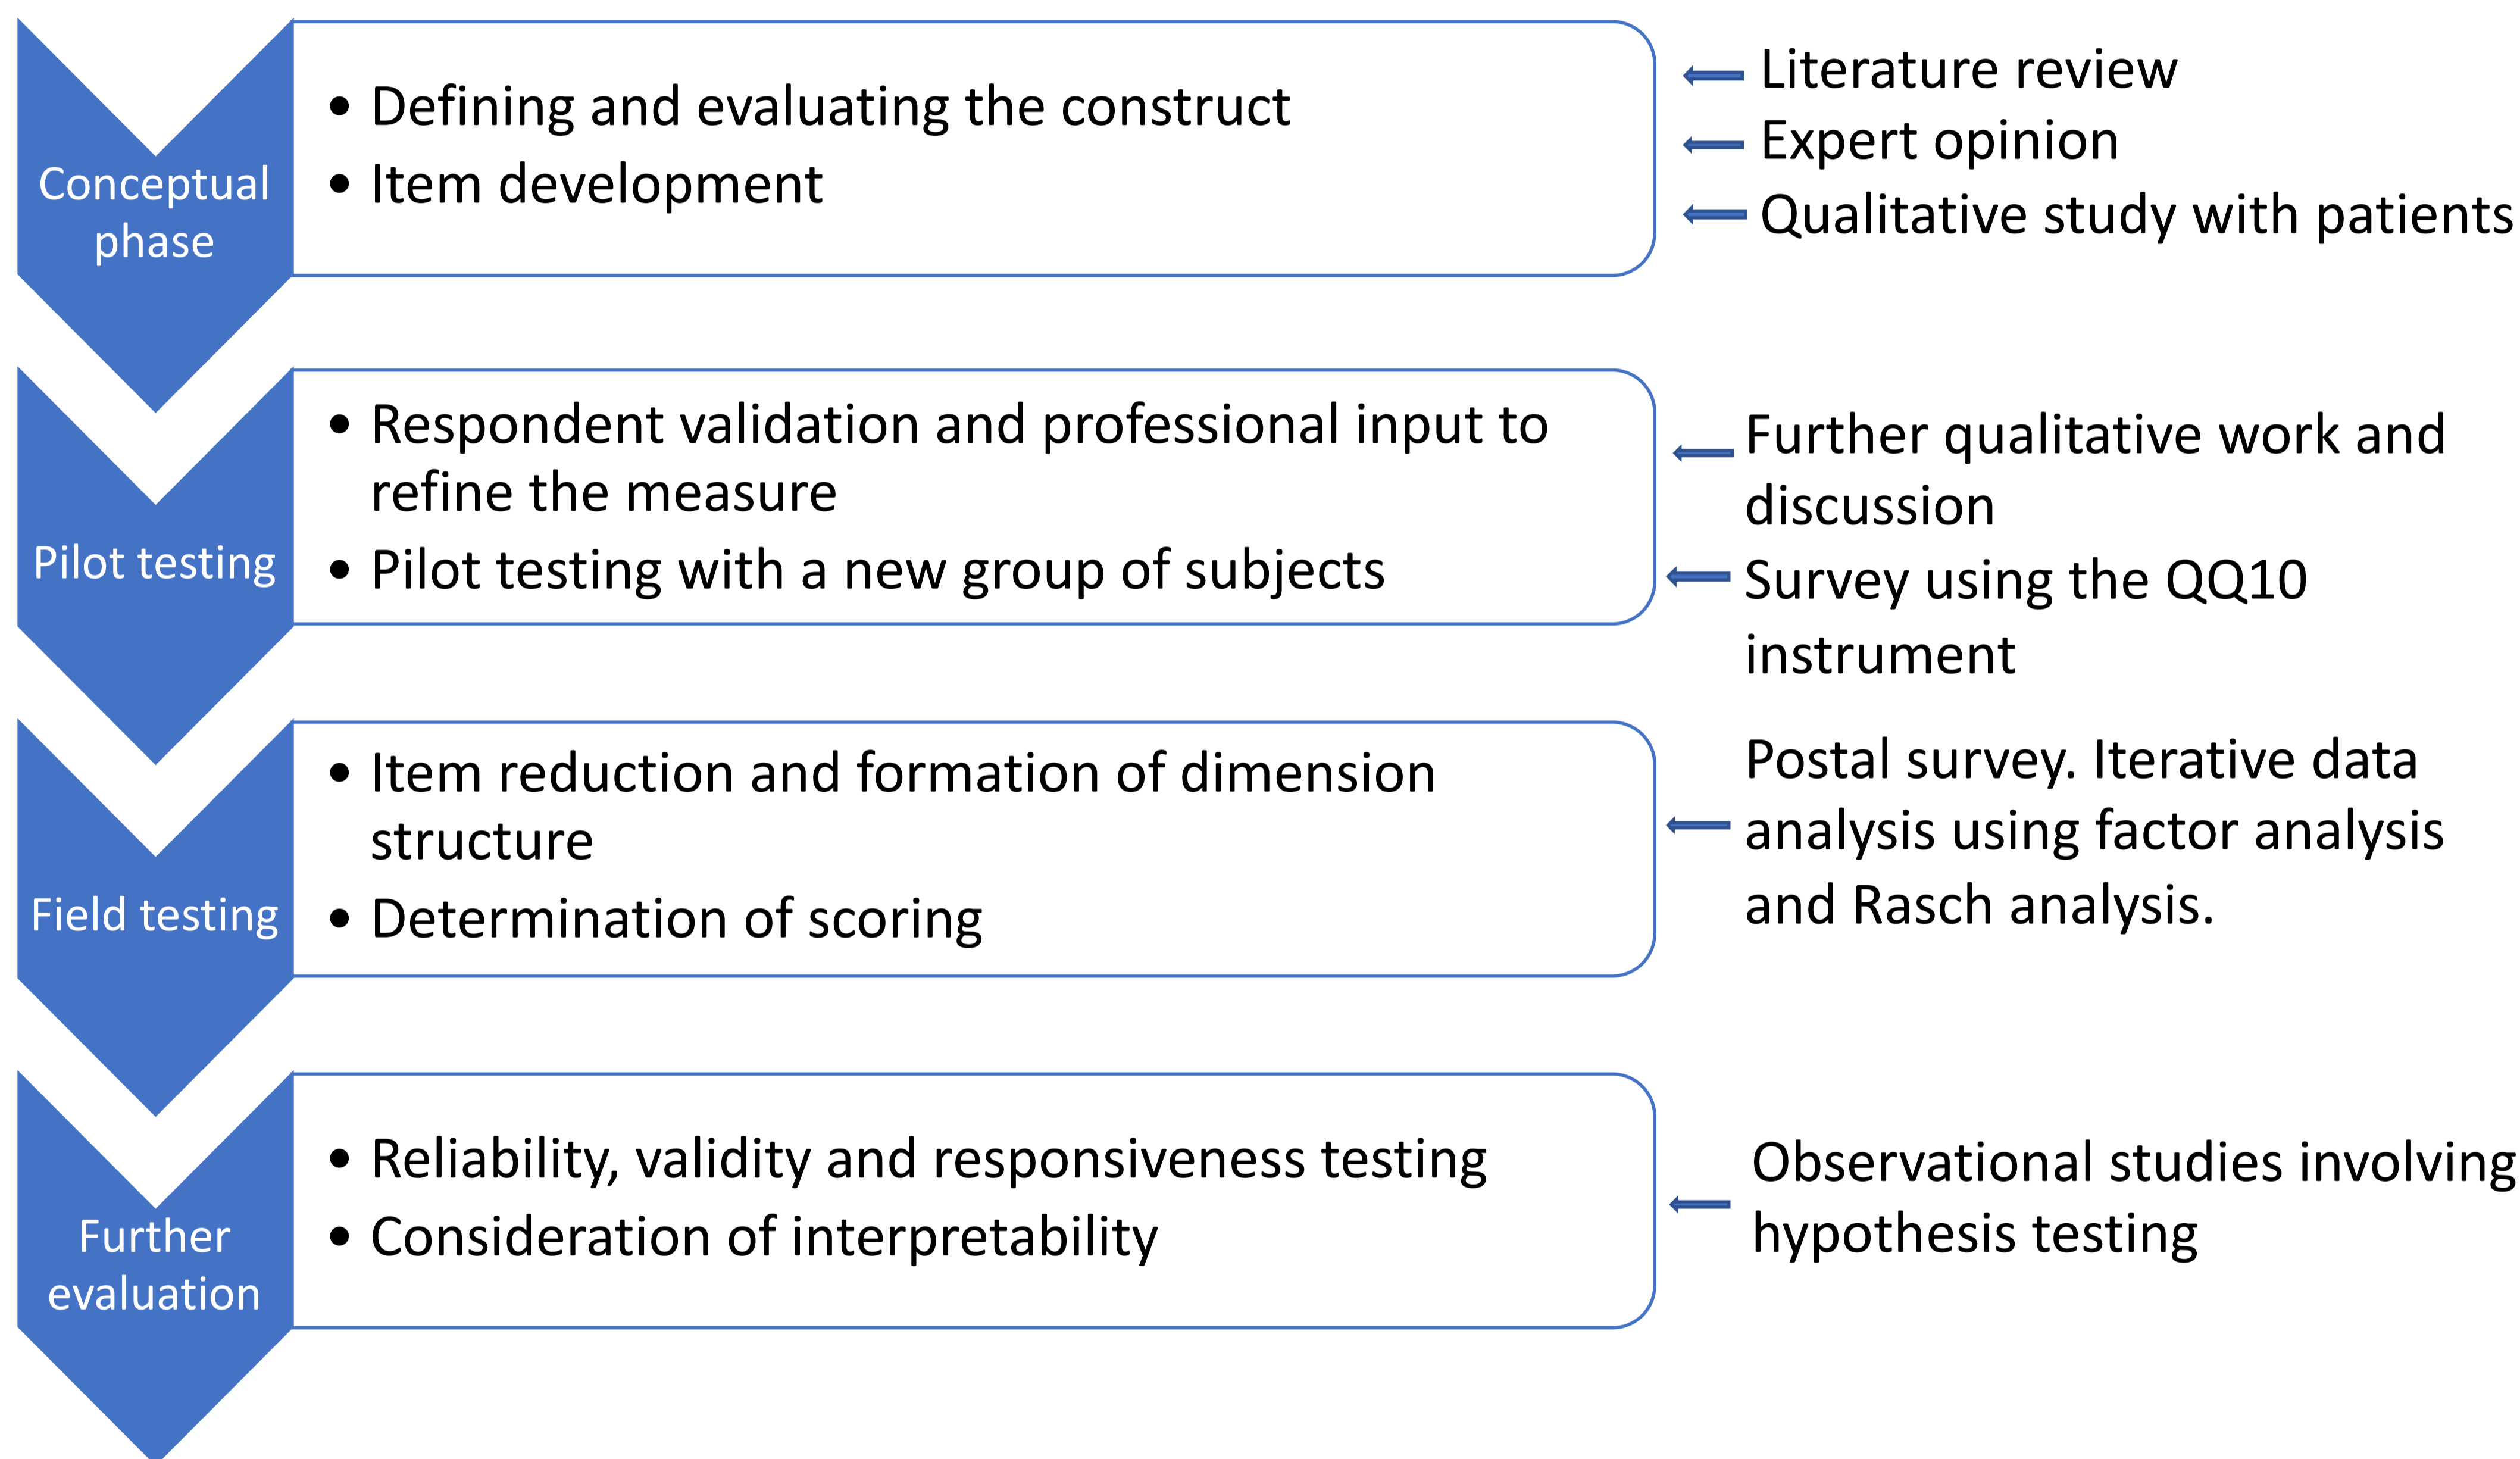 Conceptual
phase
• Defining and evaluating the construct
• Item development
Literature review
Expert opinion
Qualitative study with patients
Pilot testing
• Respondent validation and professional input to
refine the measure
• Pilot testing with a new group of subjects
Further qualitative work and
discussion
Survey using the QQ10
instrument
Field testing
• Item reduction and formation of dimension
structure
• Determination of scoring
Postal survey. Iterative data
analysis using factor analysis
and Rasch analysis.
Further
evaluation
• Reliability, validity and responsiveness testing
• Consideration of interpretability
Observational studies involving
hypothesis testing